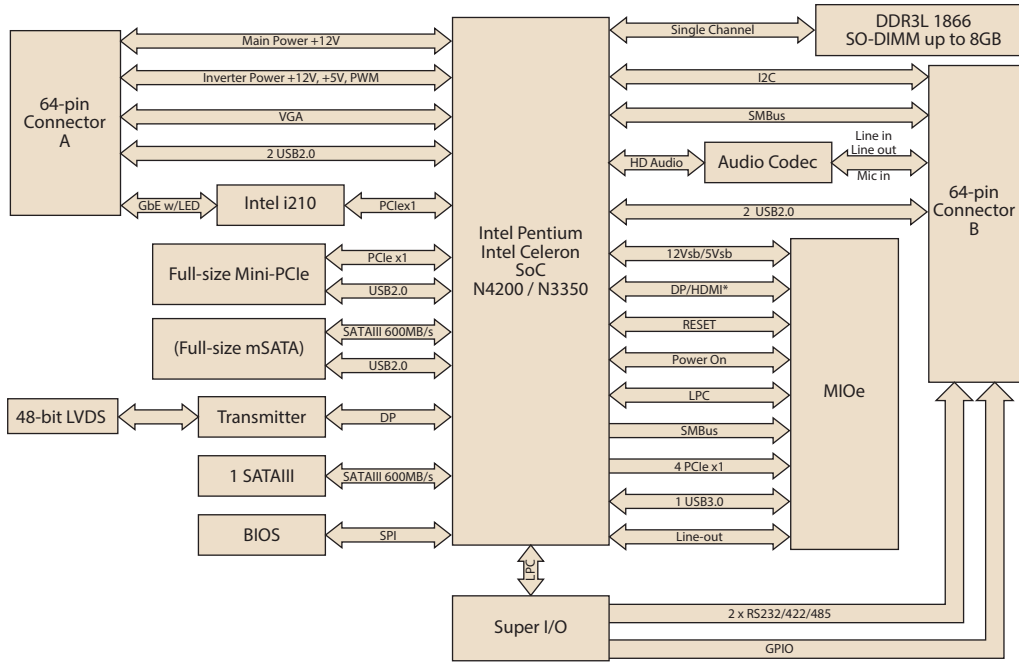 64-pin
Connector
A
Main Power +12V
Inverter Power +12V, +5V, PWM
VGA
2 USB2.0
GbE w/LED
Intel i210
PCIex1
Full-size Mini-PCIe
PCIe x1
USB2.0
(Full-size mSATA)
SATAIII 600MB/s
USB2.0
48-bit LVDS
Transmitter
DP
1 SATAIII
SATAIII 600MB/s
BIOS
SPI
Intel Pentium
Intel Celeron
SoC
N4200 / N3350
LPC
Super I/O
Single Channel
DDR3L 1866
SO-DIMM up to 8GB
I2C
SMBus
HD Audio
Audio Codec
Line in
Line out
Mic in
2 USB2.0
64-pin
Connector
B
12Vsb/5Vsb
DP/HDMI*
RESET
Power On
LPC
SMBus
4 PCIe x1
1 USB3.0
Line-out
MIOe
2 x RS232/422/485
GPIO